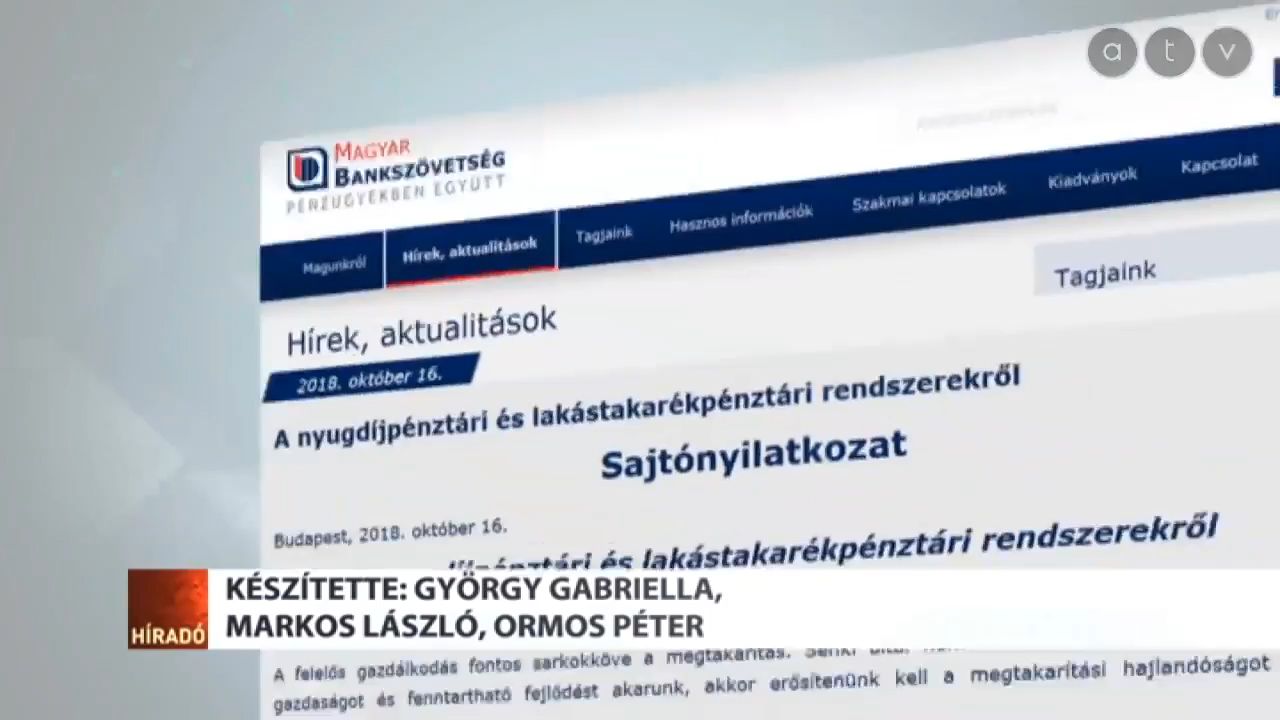 a t v
MAGYAR
BANKSZÖVETSÉG
PÉNZÜGYEKBEN EGYÜTT
Magunkról
Hírek, aktualitások
Tagjaink
Hasznos információk
Szakmai kapcsolatok
Kiadványok
Kapcsolat
Hírek, aktualitások
Tagjaink
2018. október 16.
A nyugdíjpénztári és lakástakarékpénztári rendszerekről
Sajtónyilatkozat
Budapest, 2018. október 16.
és lakástakarékpénztári rendszerekről
HÍRADÓ
KÉSZÍTETTE: GYÖRGY GABRIELLA,
MARKOS LÁSZLÓ, ORMOS PÉTER
A felelős gazdálkodás fontos sarokköve a megtakarítás.
gazdaságot és fenntartható fejlődést akarunk, akkor erősítenünk kell a megtakarítási hajlandóságot